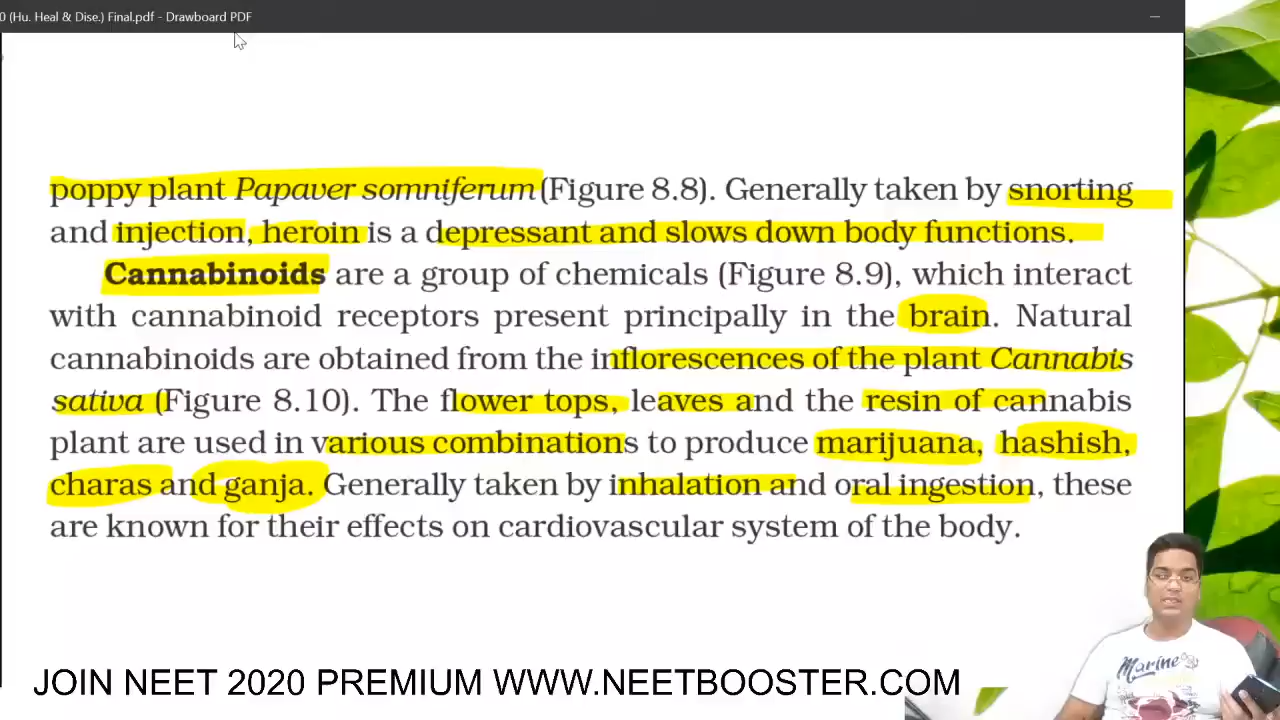 0 (Hu. Heal & Dise.) Final.pdf - Drawboard PDF
poppy plant Papaver somniferum (Figure 8.8). Generally taken by snorting
and injection, heroin is a depressant and slows down body functions.
Cannabinoids are a group of chemicals (Figure 8.9), which interact
with cannabinoid receptors present principally in the brain. Natural
cannabinoids are obtained from the inflorescences of the plant Cannabis
sativa (Figure 8.10). The flower tops, leaves and the resin of cannabis
plant are used in various combinations to produce marijuana, hashish,
charas and ganja. Generally taken by inhalation and oral ingestion, these
are known for their effects on cardiovascular system of the body.
Marine
JOIN NEET 2020 PREMIUM WWW.NEETBOOSTER.COM